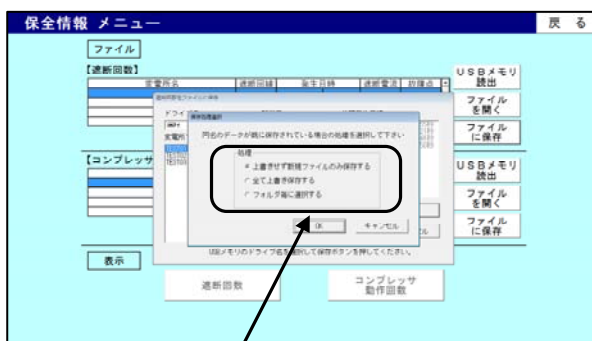 保全情報 メニュー
戻 る
ファイル
【遮断回数】
変電所名 遮断回線 発生日時 遮断電流 故障点
USBメモリ
読出
ファイル
を開く
ファイル
に保存
保存処理選択
同名のデータが既に保存されている場合の処理を選択して下さい
処理
上書きせず新規ファイルのみ保存する
全て上書き保存する
フォルダ毎に選択する
OK
キャンセル
【コンプレッサ
USBメモリ
読出
ファイル
を開く
ファイル
に保存
USBメモリのドライブ名を選択して保存ボタンを押してください。
表示
遮断回数
コンプレッサ
動作回数